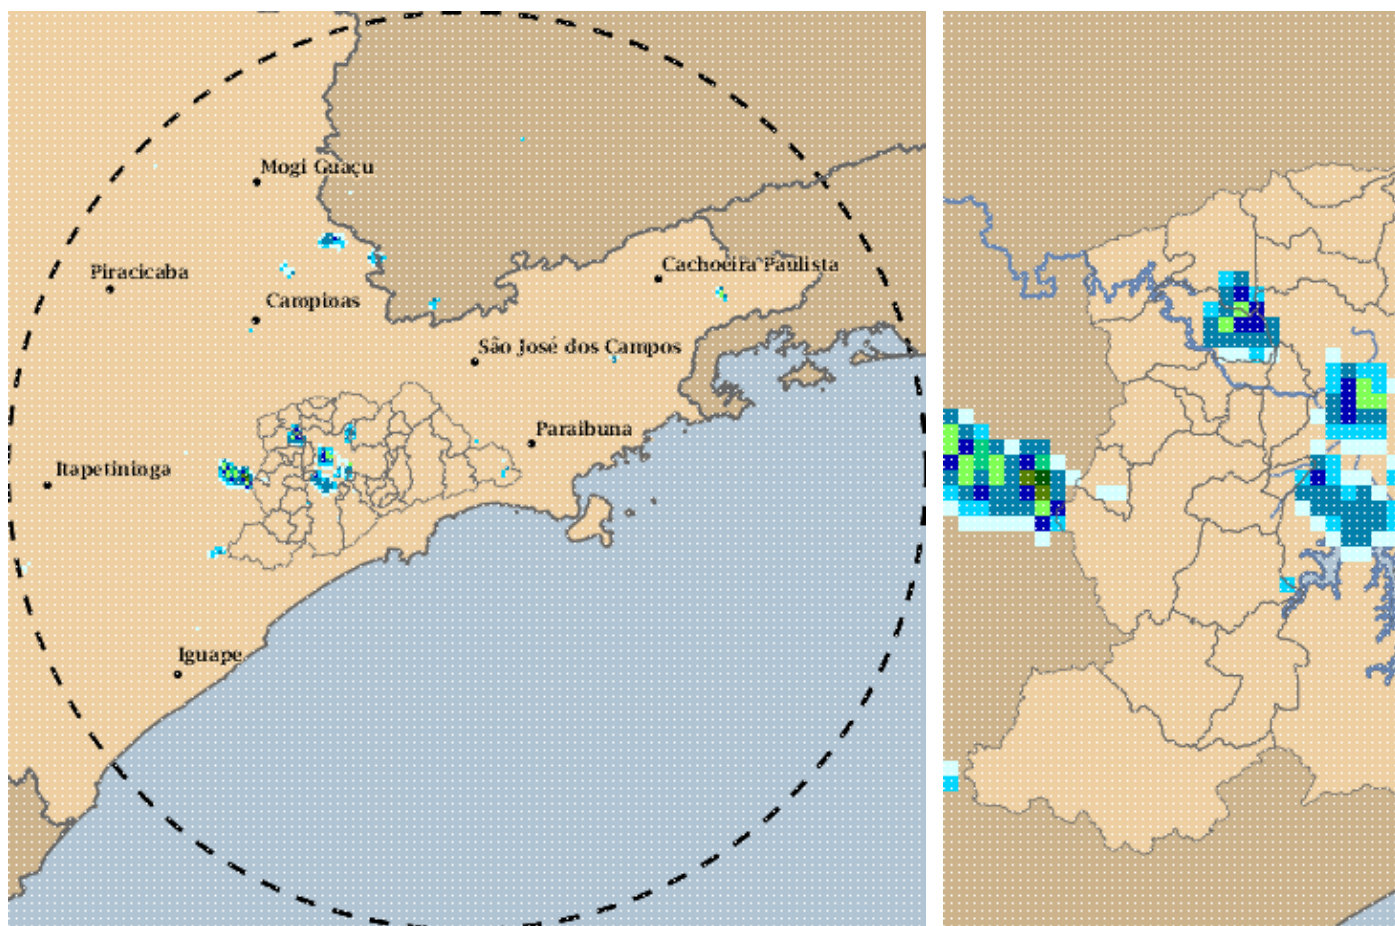 Mogi Guaçu
Piracicaba
Cachoeira Paulista
Campinas
São José dos Campos
Paraibuna
Itapetininga
Iguape